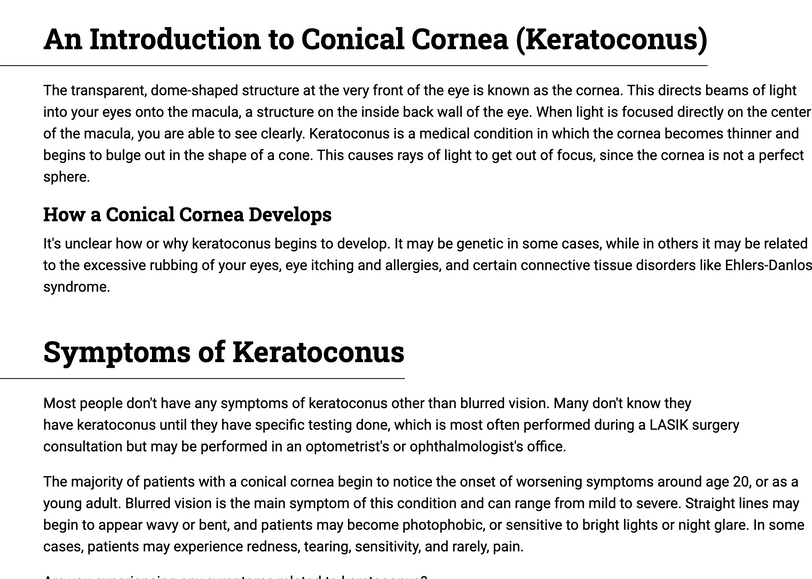 An Introduction to Conical Cornea (Keratoconus)
The transparent, dome-shaped structure at the very front of the eye is known as the cornea. This directs beams of light
into your eyes onto the macula, a structure on the inside back wall of the eye. When light is focused directly on the center
of the macula, you are able to see clearly. Keratoconus is a medical condition in which the cornea becomes thinner and
begins to bulge out in the shape of a cone. This causes rays of light to get out of focus, since the cornea is not a perfect
sphere.
How a Conical Cornea Develops
It's unclear how or why keratoconus begins to develop. It may be genetic in some cases, while in others it may be related
to the excessive rubbing of your eyes, eye itching and allergies, and certain connective tissue disorders like Ehlers-Danlos
syndrome.
Symptoms of Keratoconus
Most people don't have any symptoms of keratoconus other than blurred vision. Many don't know they
have keratoconus until they have specific testing done, which is most often performed during a LASIK surgery
consultation but may be performed in an optometrist's or ophthalmologist's office.
The majority of patients with a conical cornea begin to notice the onset of worsening symptoms around age 20, or as a
young adult. Blurred vision is the main symptom of this condition and can range from mild to severe. Straight lines may
begin to appear wavy or bent, and patients may become photophobic, or sensitive to bright lights or night glare. In some
cases, patients may experience redness, tearing, sensitivity, and rarely, pain.